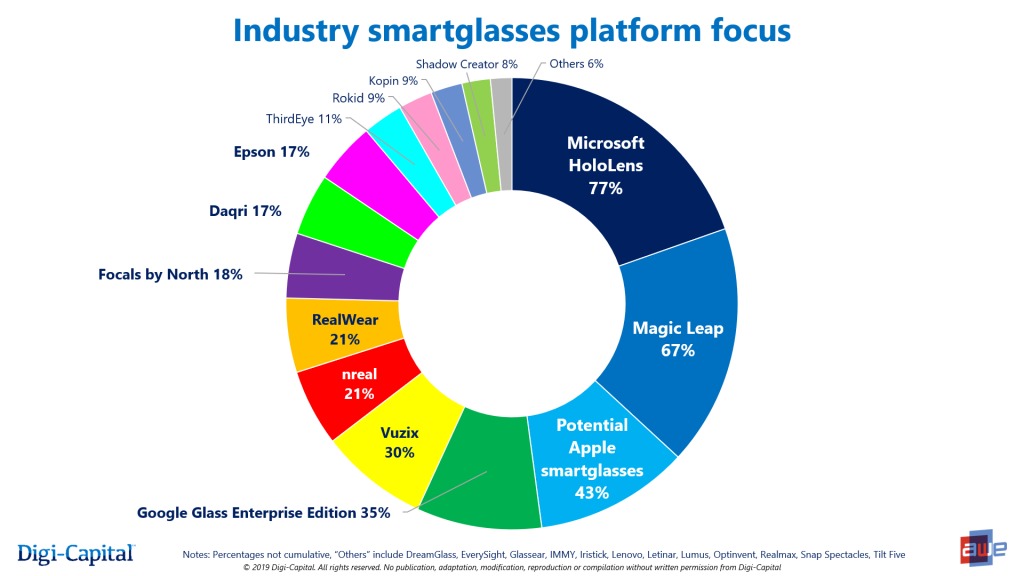 Industry smartglasses platform focus
Shadow Creator 8%
Others 6%
Kopin 9%
Rokid 9%
ThirdEye 11%
Epson 17%
Daqri 17%
Focals by North 18%
RealWear
21%
nreal
21%
Vuzix
30%
Google Glass Enterprise Edition 35%
Potential
Apple
smartglasses
43%
Magic Leap
67%
Microsoft
HoloLens
77%
Digi-Capital
Notes: Percentages not cumulative, “Others” include DreamGlass, EverySight, Glassear, IMMY, Iristick, Lenovo, Letinar, Lumus, Optinvent, Realmax, Snap Spectacles, Tilt Five
© 2019 Digi-Capital. All rights reserved. No publication, adaptation, modification, reproduction or compilation without written permission from Digi-Capital
awe